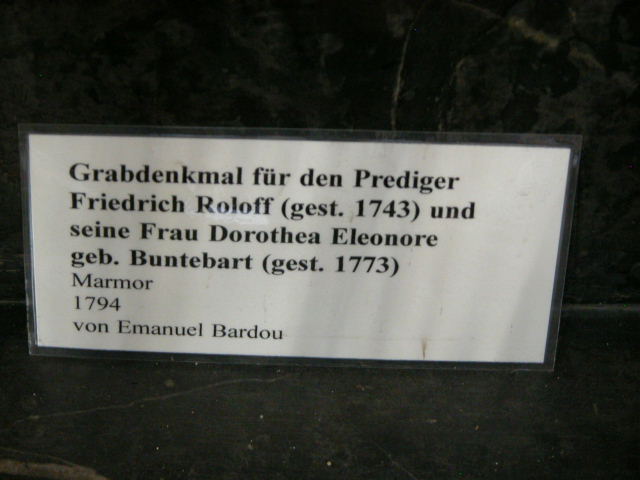 Grabdenkmal für den Prediger
Friedrich Roloff (gest. 1743) und
seine Frau Dorothea Eleonore
geb. Buntebart (gest. 1773)
Marmor
1794
von Emanuel Bardou